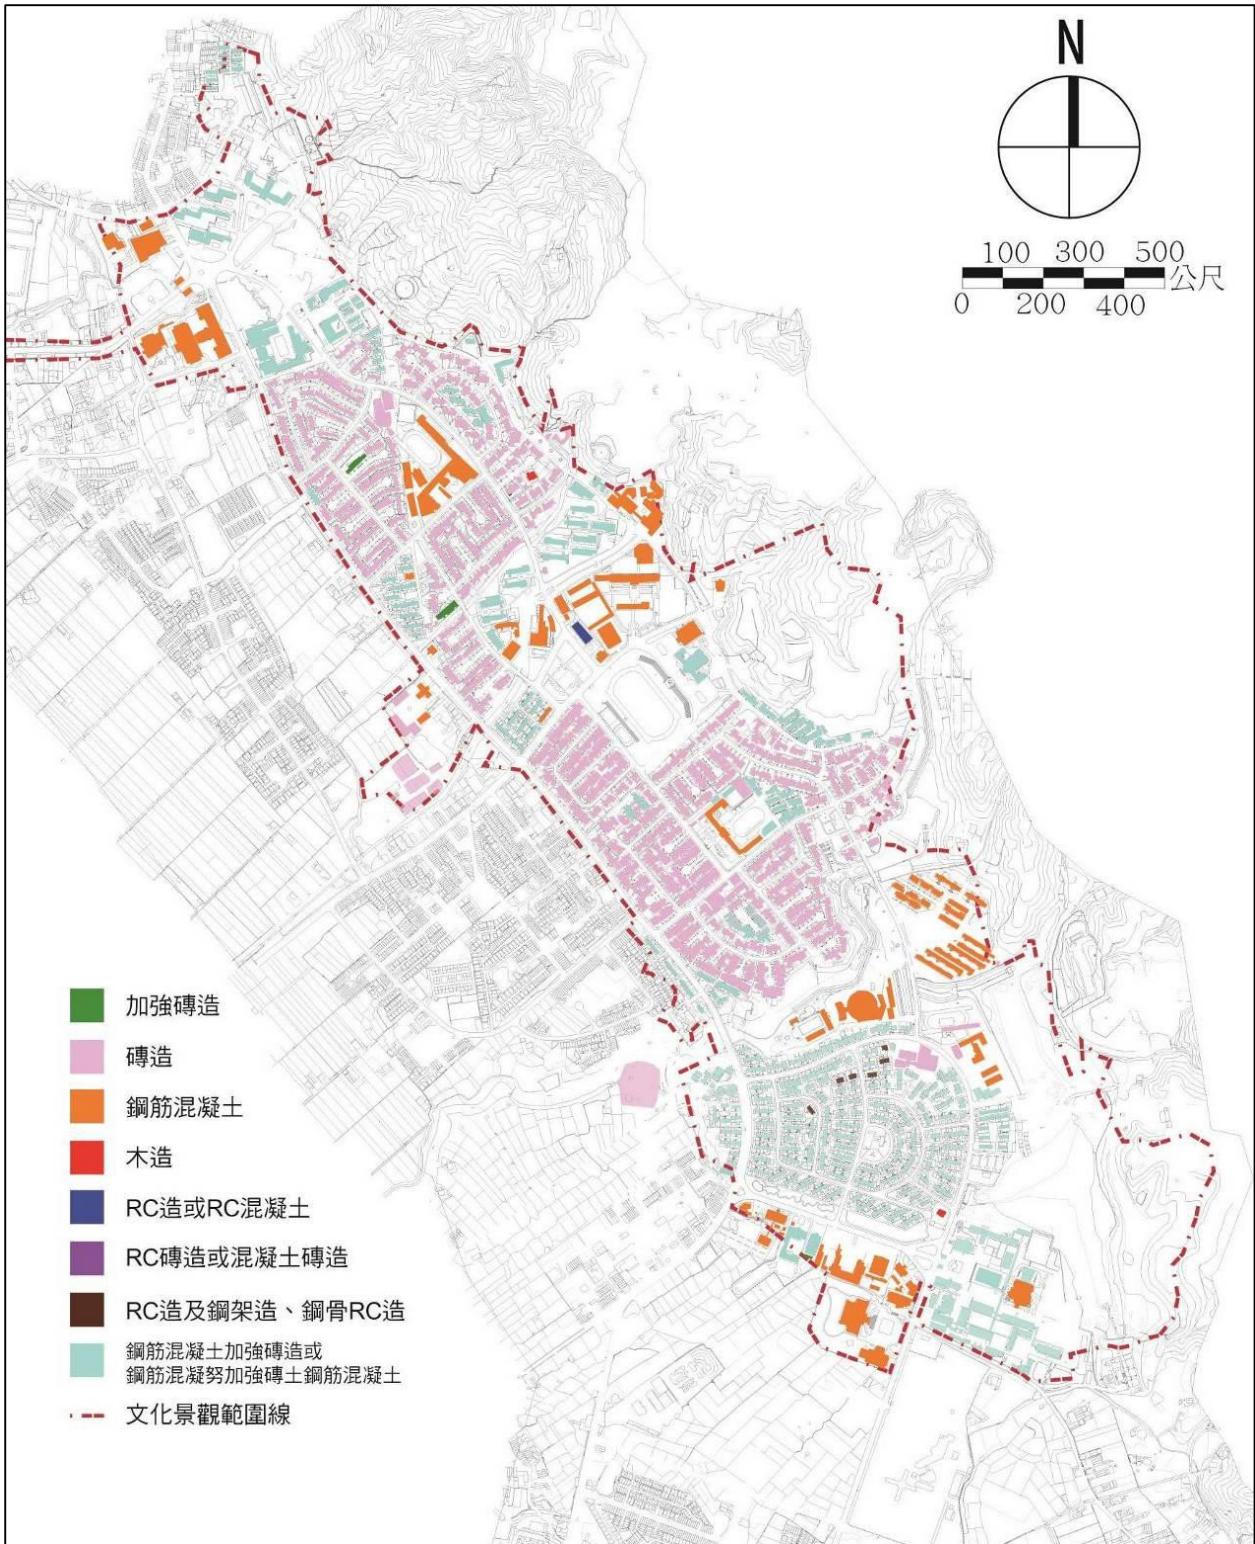 N
100 300 500
公尺
0 200 400
加強磚造
磚造
鋼筋混凝土
木造
RC造或RC混凝土
RC磚造或混凝土磚造
RC造及鋼架造、鋼骨RC造
鋼筋混凝土加強磚造或
鋼筋混凝努加強磚土鋼筋混凝土
文化景觀範圍線